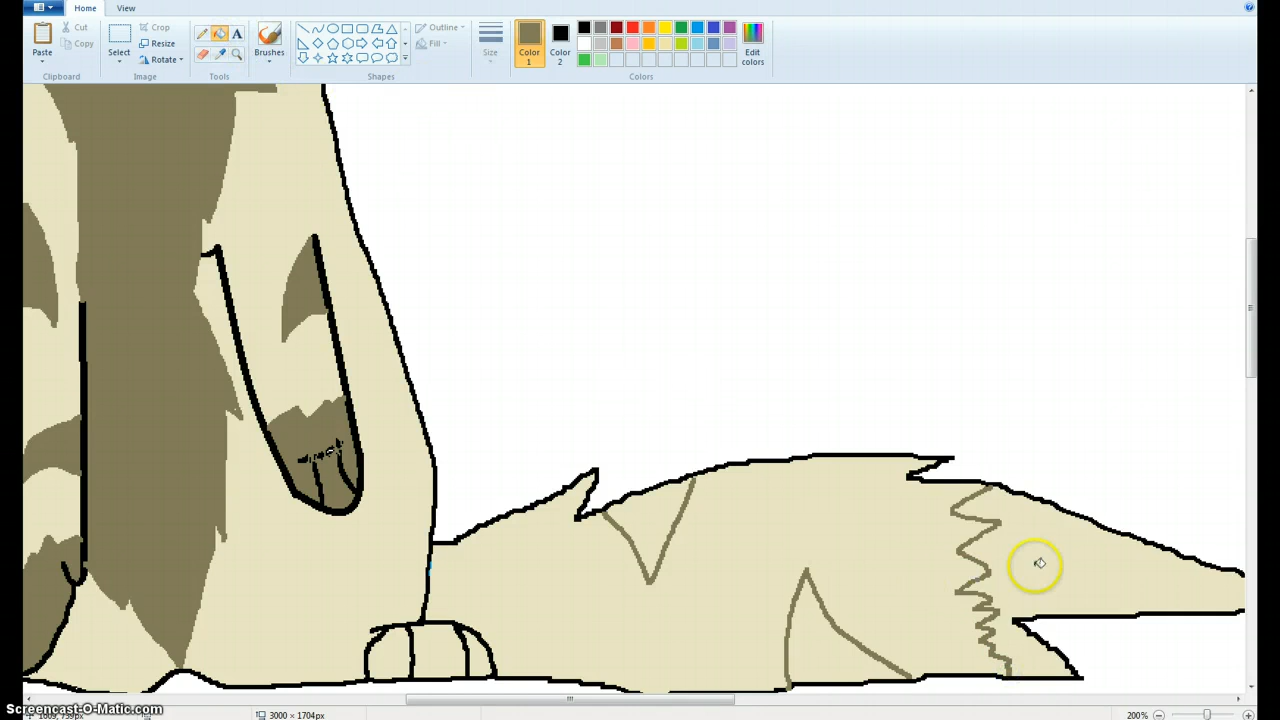 Home View
Paste
Cut
Copy
Clipboard
Select
Crop
Resize
Rotate
Image
A
Tools
Brushes
Outline
Fill
Shapes
Size
Color 1
Color 2
Edit colors
Colors
Screencast-O-Matic.com
3000 × 1704px
200%